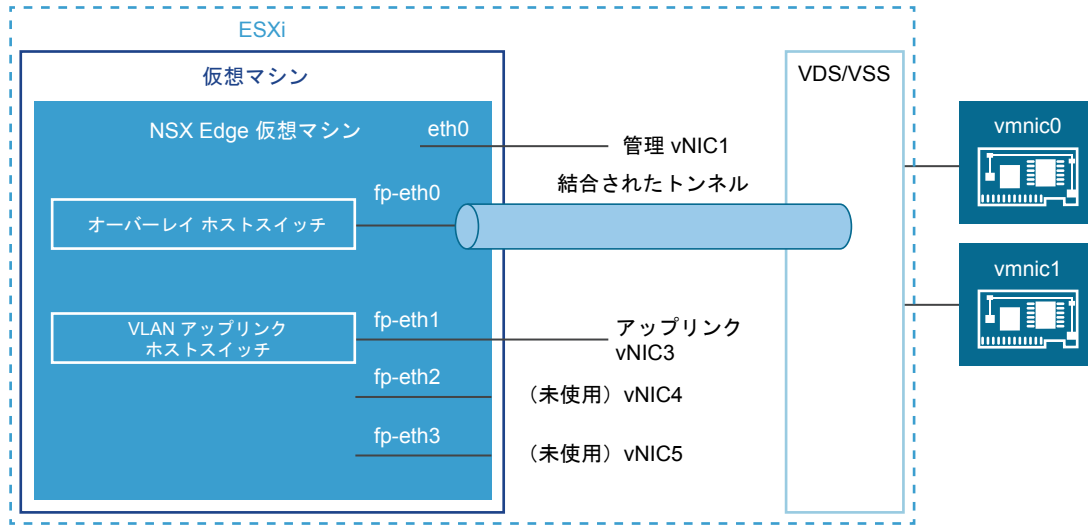 ESXi
仮想マシン
VDS/VSS
NSX Edge 仮想マシン
eth0
管理 vNIC1
vmnic0
結合されたトンネル
fp-eth0
オーバーレイ ホストスイッチ
vmnic1
fp-eth1
VLAN アップリンク
ホストスイッチ
アップリンク
vNIC3
fp-eth2
（未使用）vNIC4
fp-eth3
（未使用）vNIC5